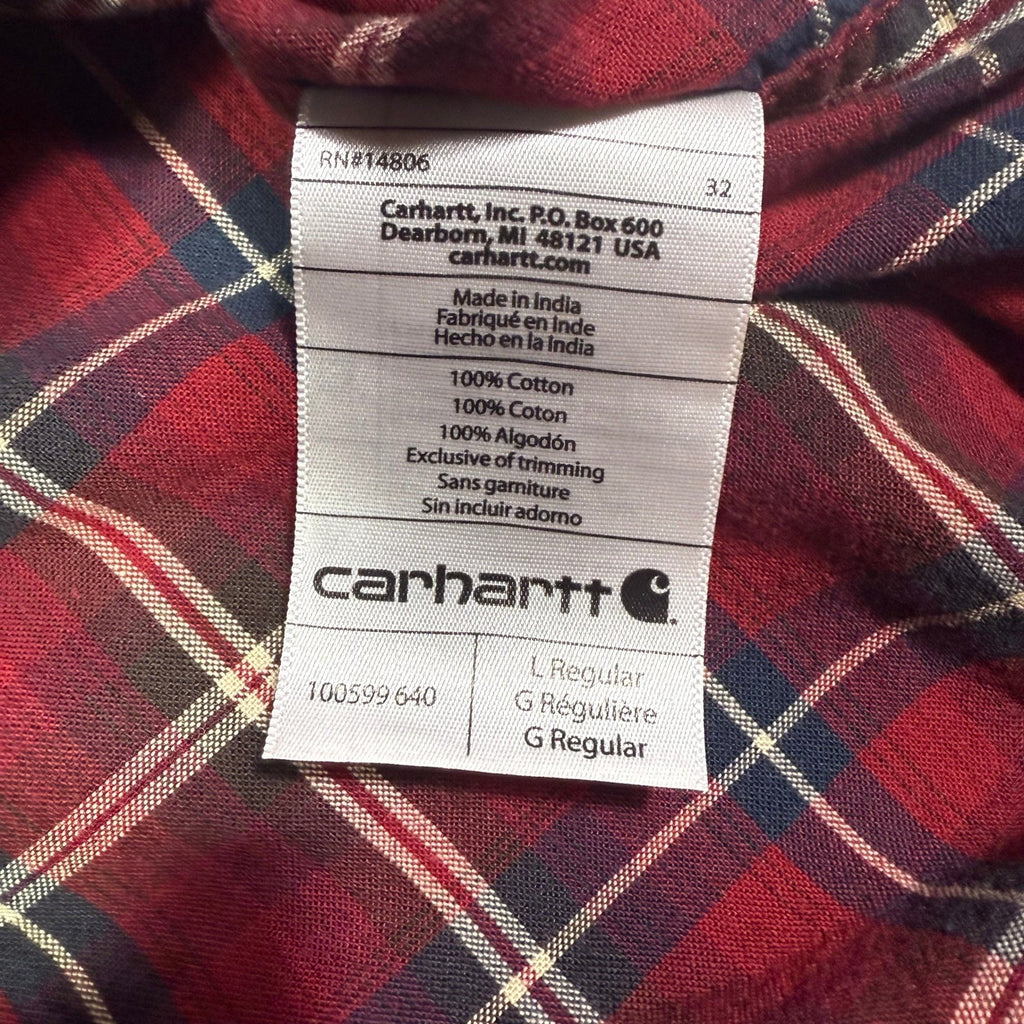 RN#14806
32
Carhartt, Inc. P.O. Box 600
Dearborn, MI 48121 USA
carhartt.com
Made in India
Fabriqué en Inde
Hecho en la India
100% Cotton
100% Coton
100% Algodón
Exclusive of trimming
Sans garniture
Sin incluir adorno
carhartt
100599 640
L Regular
G Régulière
G Regular